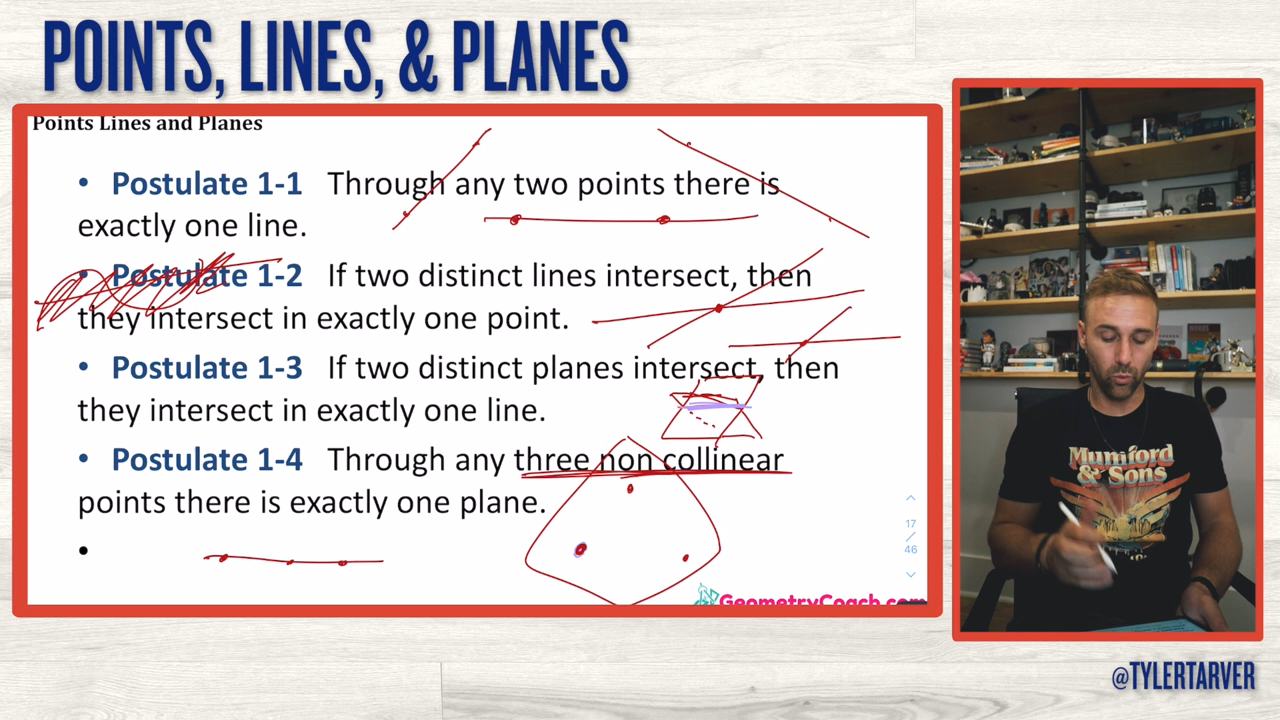 POINTS, LINES, & PLANES
Points Lines and Planes
• Postulate 1-1 Through any two points there is
exactly one line.
• Postulate 1-2 If two distinct lines intersect, then
they intersect in exactly one point.
• Postulate 1-3 If two distinct planes intersect, then
they intersect in exactly one line.
• Postulate 1-4 Through any three non collinear
points there is exactly one plane.
•
17
/
46
GeometryCoach.com
Mumford
& Sons
@TYLERTARVER